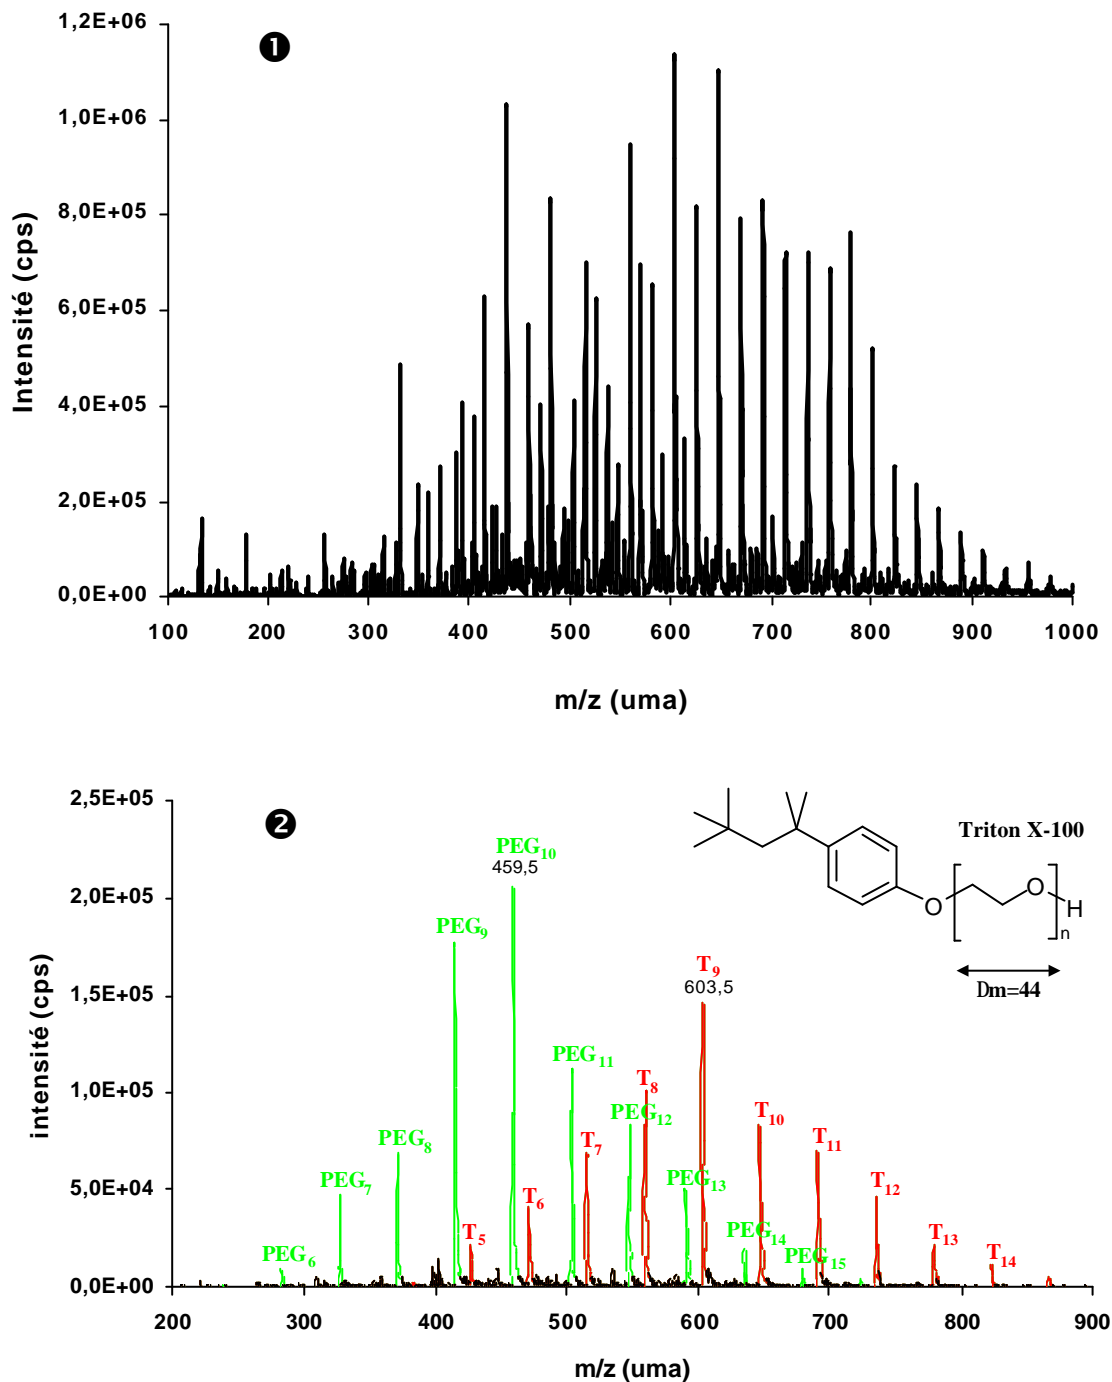 1,2E+06
❶
1,0E+06
8,0E+05
6,0E+05
4,0E+05
2,0E+05
0,0E+00
Intensité (cps)
100 200 300 400 500 600 700 800 900 1000
m/z (uma)
2,5E+05
❷
2,0E+05
1,5E+05
1,0E+05
5,0E+04
0,0E+00
intensité (cps)
Triton X-100
O
O
H
n
Dm=44
PEG10
459,5
PEG9
T9
603,5
PEG11
T8
PEG12
T10
PEG8
T7
T11
PEG7
PEG13
T12
T6
PEG14
T5
T13
PEG6
PEG15
T14
200 300 400 500 600 700 800 900
m/z (uma)